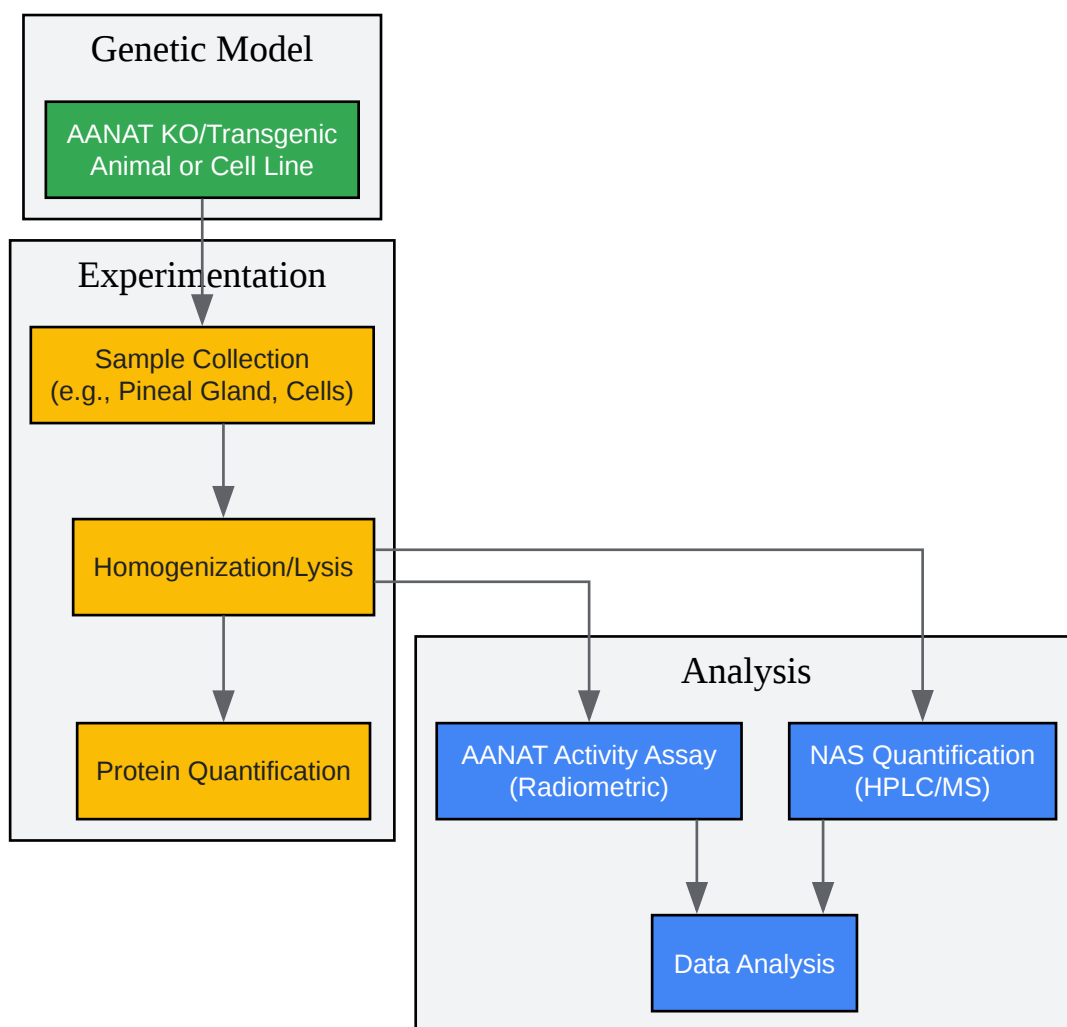 Genetic Model
AANAT KO/Transgenic
Animal or Cell Line
Experimentation
Sample Collection
(e.g., Pineal Gland, Cells)
Homogenization/Lysis
Protein Quantification
Analysis
AANAT Activity Assay
(Radiometric)
NAS Quantification
(HPLC/MS)
Data Analysis